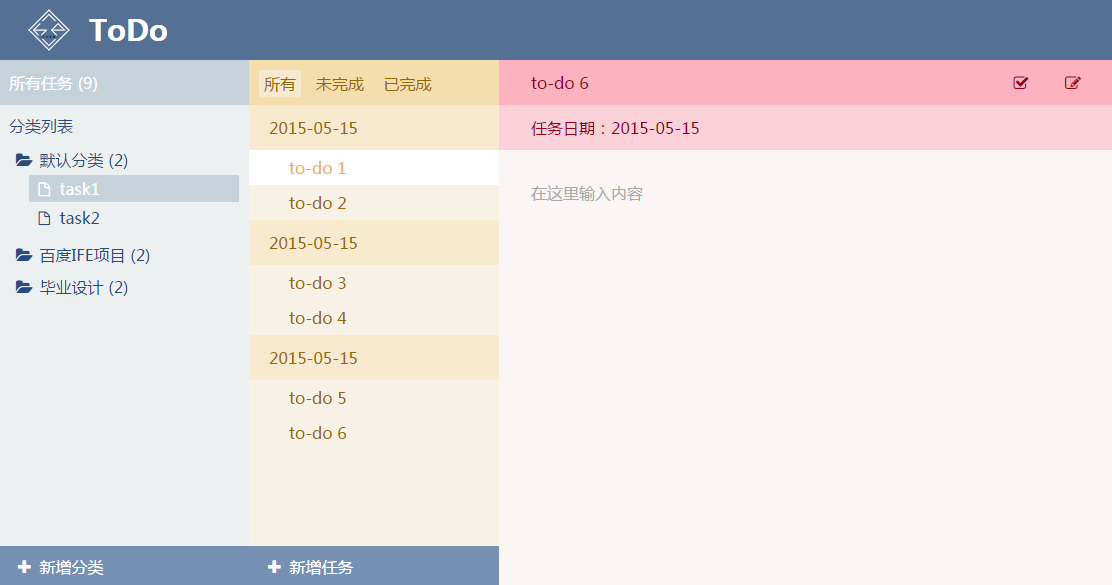 ToDo
所有任务 (9)
分类列表
默认分类 (2)
task1
task2
百度IFE项目 (2)
毕业设计 (2)
新增分类
所有 未完成 已完成
2015-05-15
to-do 1
to-do 2
2015-05-15
to-do 3
to-do 4
2015-05-15
to-do 5
to-do 6
新增任务
to-do 6
任务日期：2015-05-15
在这里输入内容